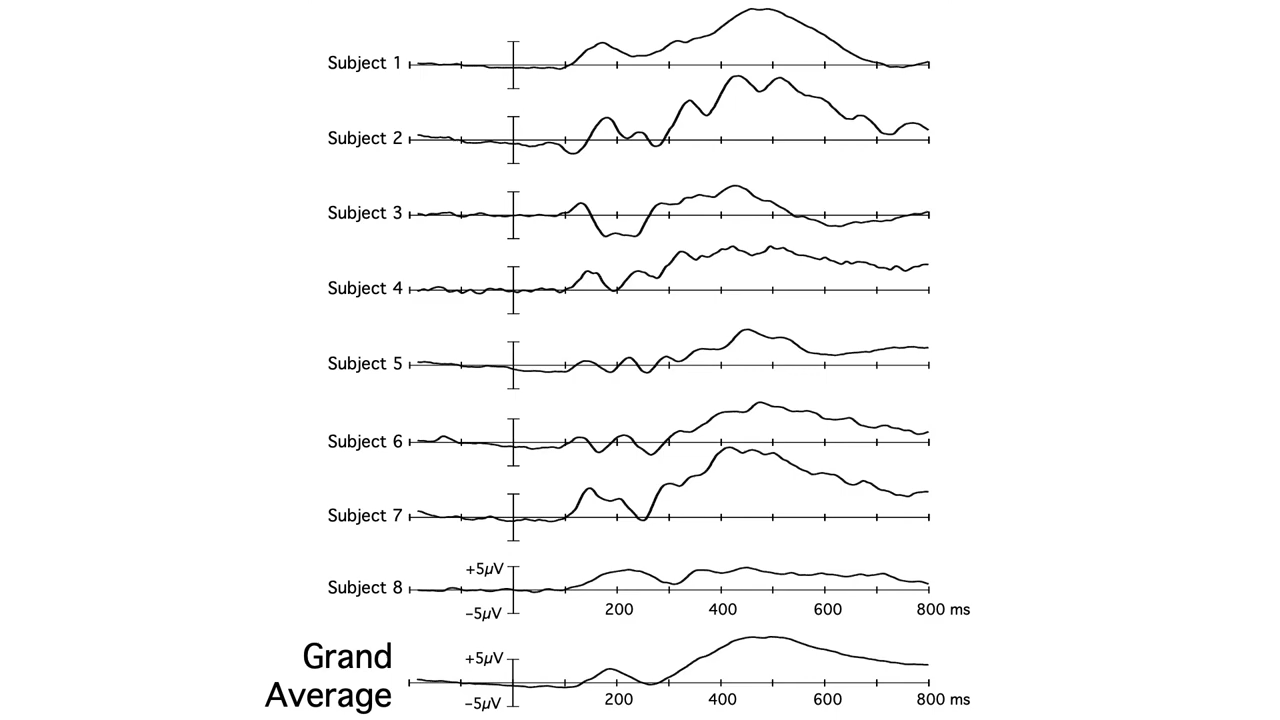 Subject 1
Subject 2
Subject 3
Subject 4
Subject 5
Subject 6
Subject 7
+5µV
Subject 8
−5µV
200 400 600 800 ms
Grand
Average
+5µV
−5µV
200 400 600 800 ms